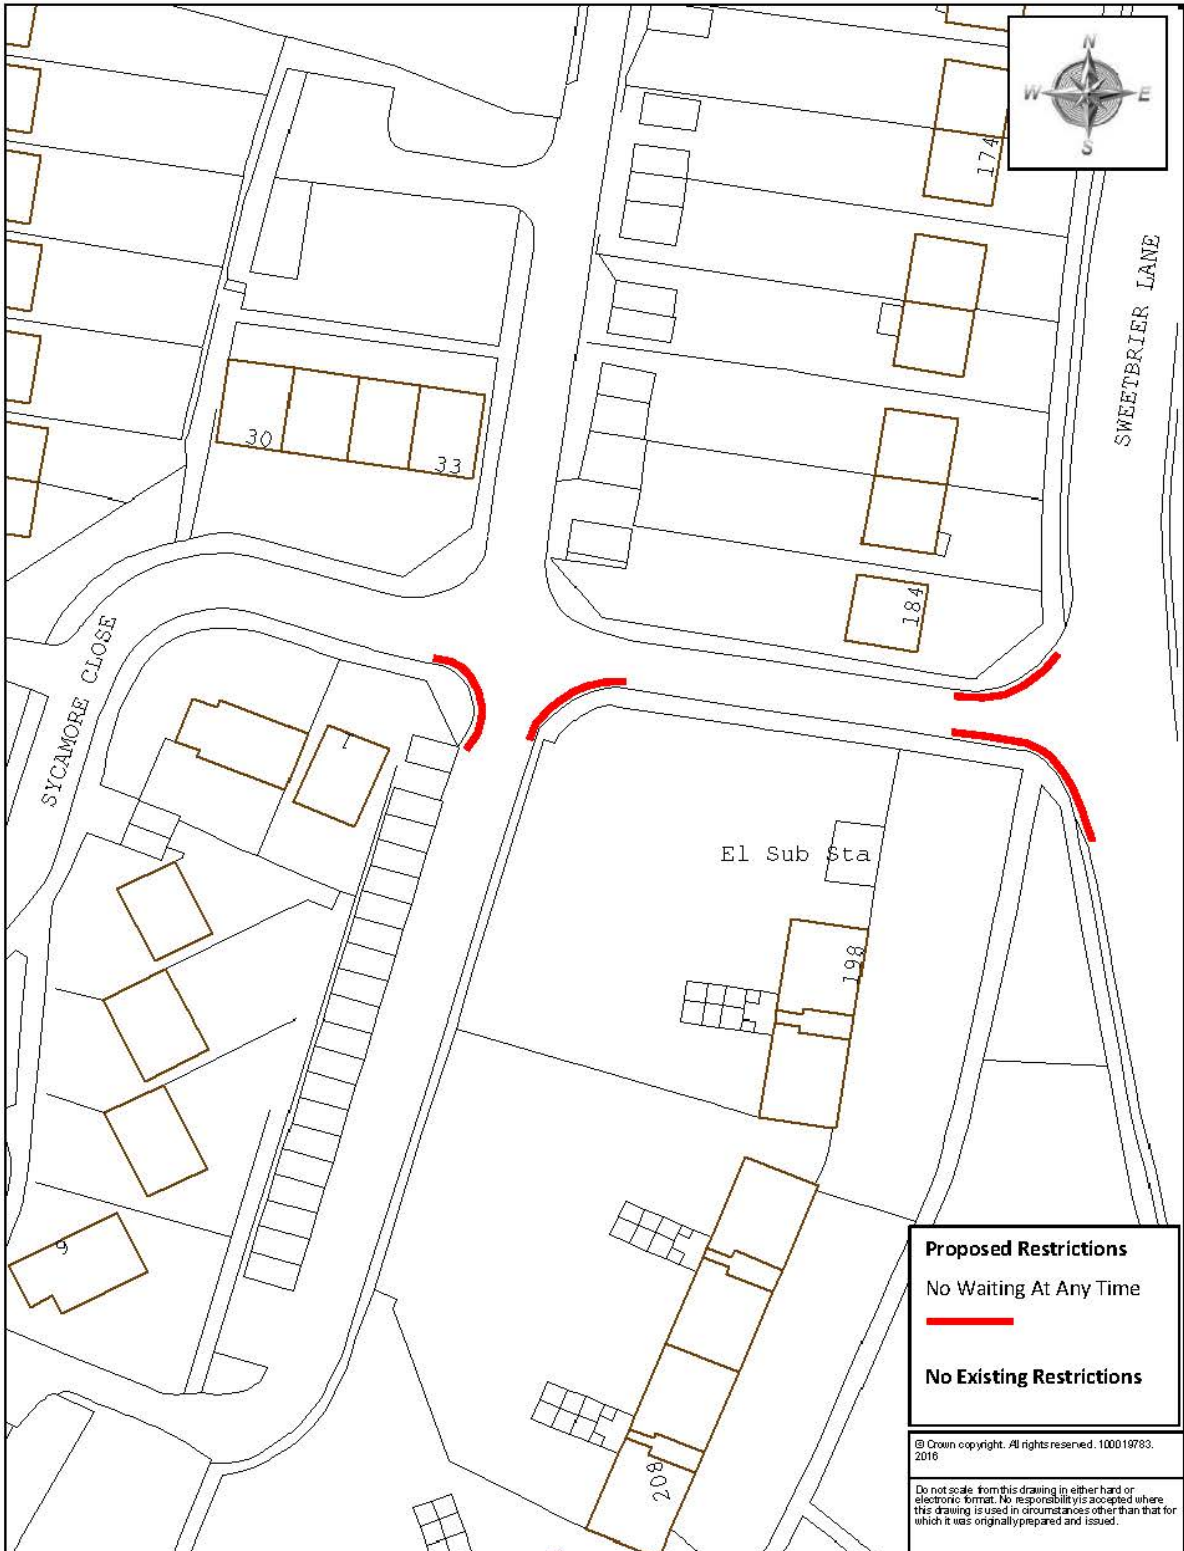 N
W E
S
174
SWEETBRIER LANE
30
33
184
SYCAMORE CLOSE
1
El Sub Sta
198
9
208
Proposed Restrictions
No Waiting At Any Time
No Existing Restrictions
© Crown copyright. All rights reserved. 100019783.
2016
Do not scale from this drawing in either hard or
electronic format. No responsibility is accepted where
this drawing is used in circumstances other than that for
which it was originally prepared and issued.